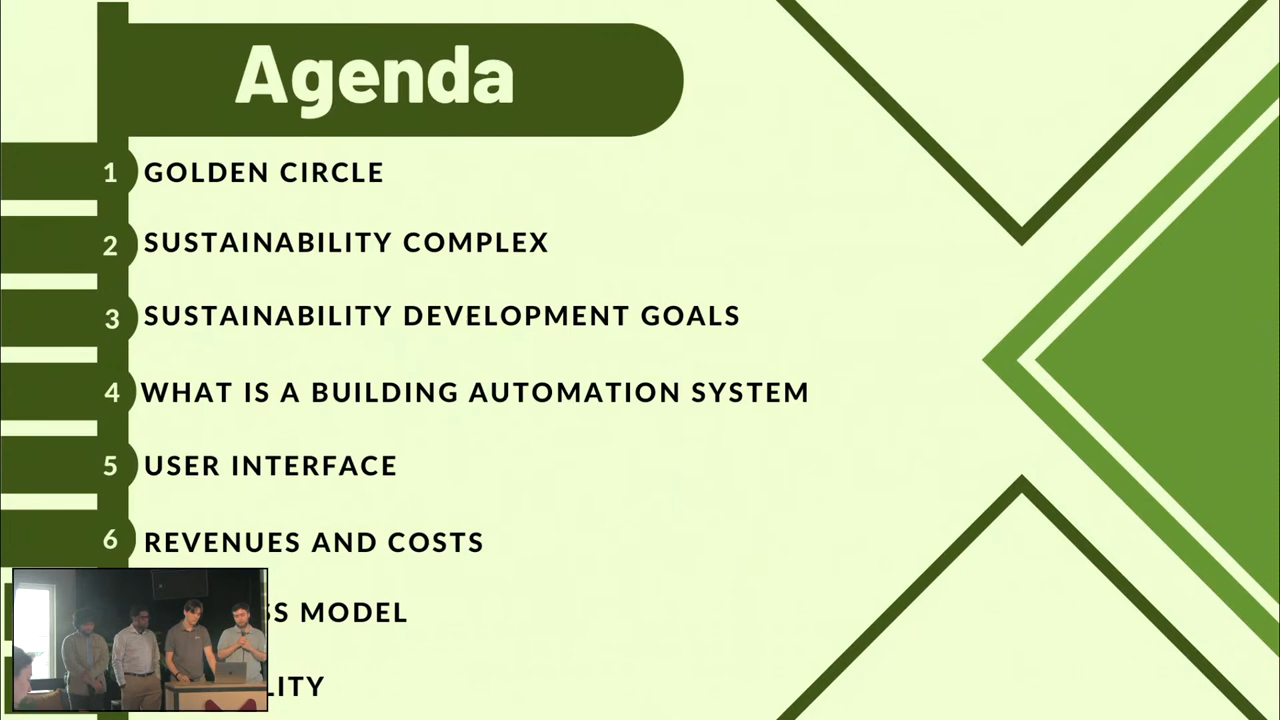 Agenda
1 GOLDEN CIRCLE
2 SUSTAINABILITY COMPLEX
3 SUSTAINABILITY DEVELOPMENT GOALS
4 WHAT IS A BUILDING AUTOMATION SYSTEM
5 USER INTERFACE
6 REVENUES AND COSTS
MODEL